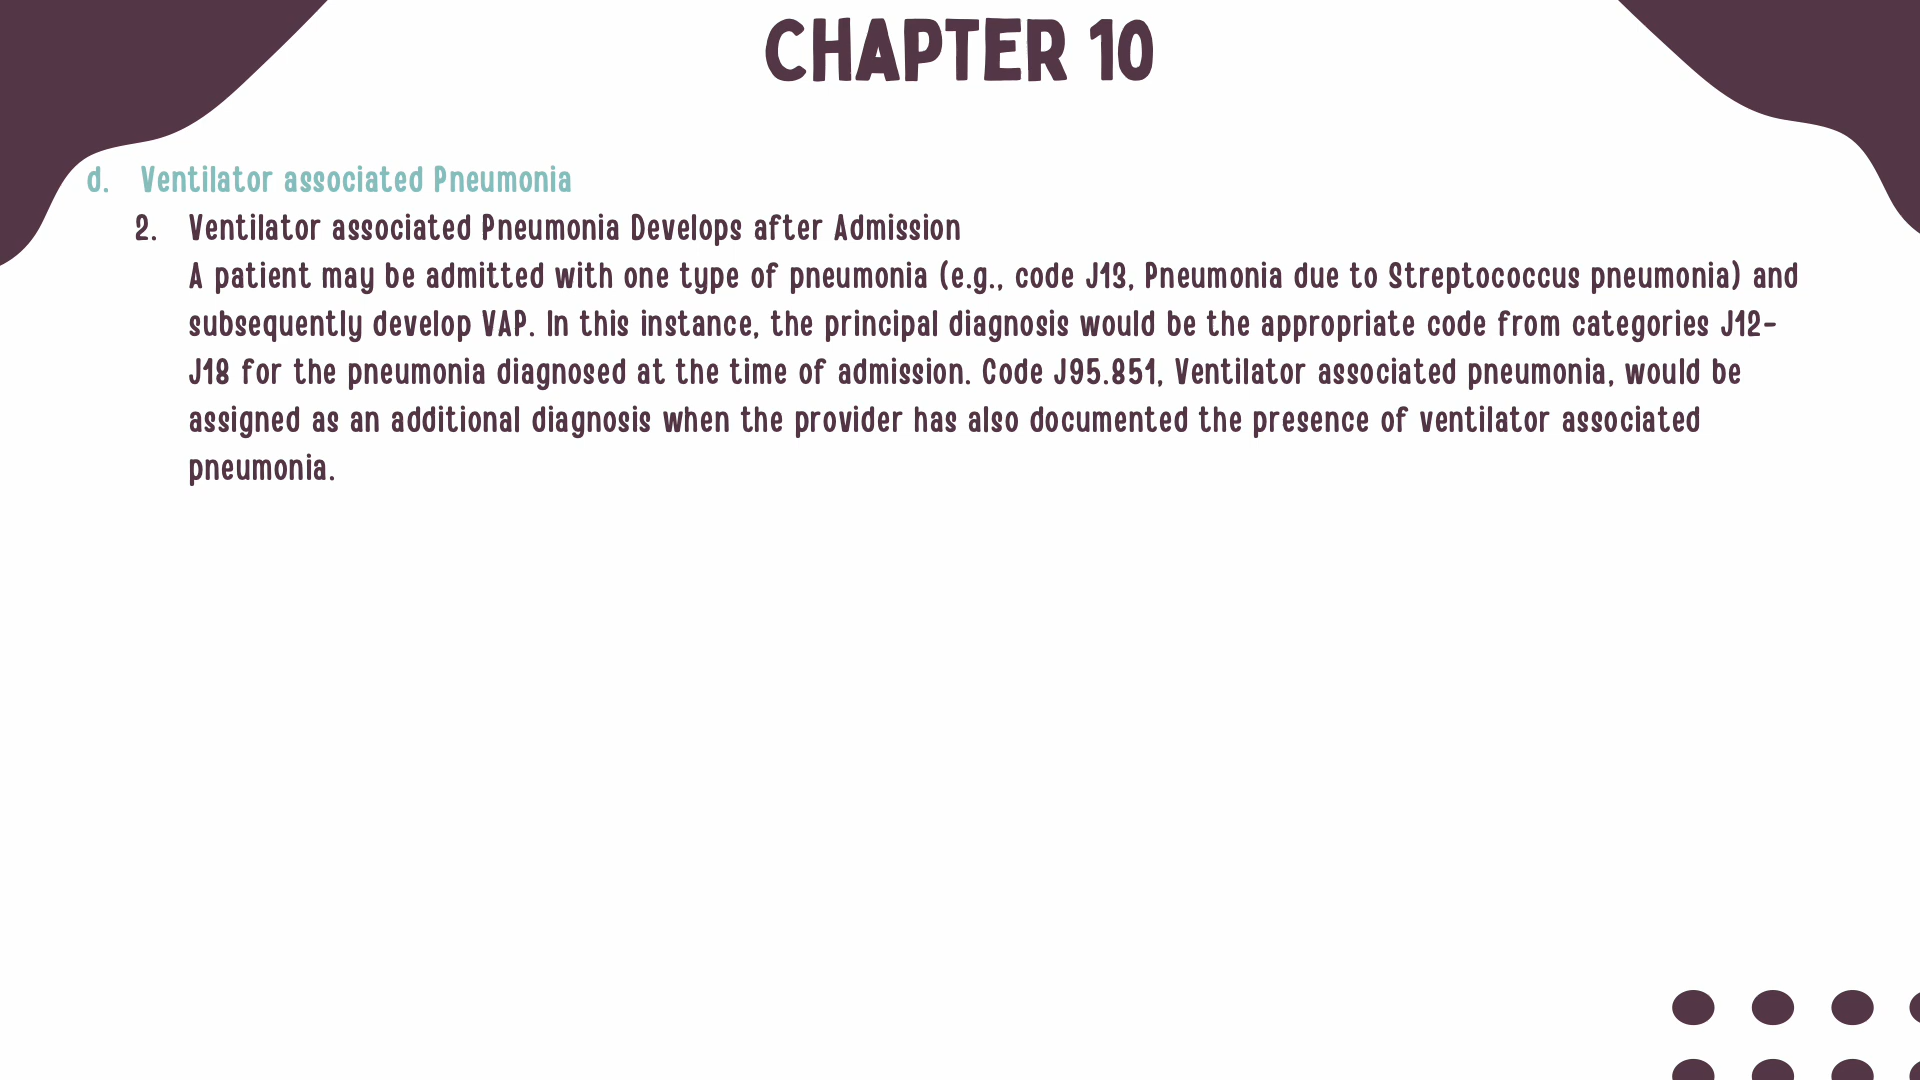 CHAPTER 10
d. Ventilator associated Pneumonia
2. Ventilator associated Pneumonia Develops after Admission
A patient may be admitted with one type of pneumonia (e.g., code J13, Pneumonia due to Streptococcus pneumonia) and
subsequently develop VAP. In this instance, the principal diagnosis would be the appropriate code from categories J12-
J18 for the pneumonia diagnosed at the time of admission. Code J95.851, Ventilator associated pneumonia, would be
assigned as an additional diagnosis when the provider has also documented the presence of ventilator associated
pneumonia.